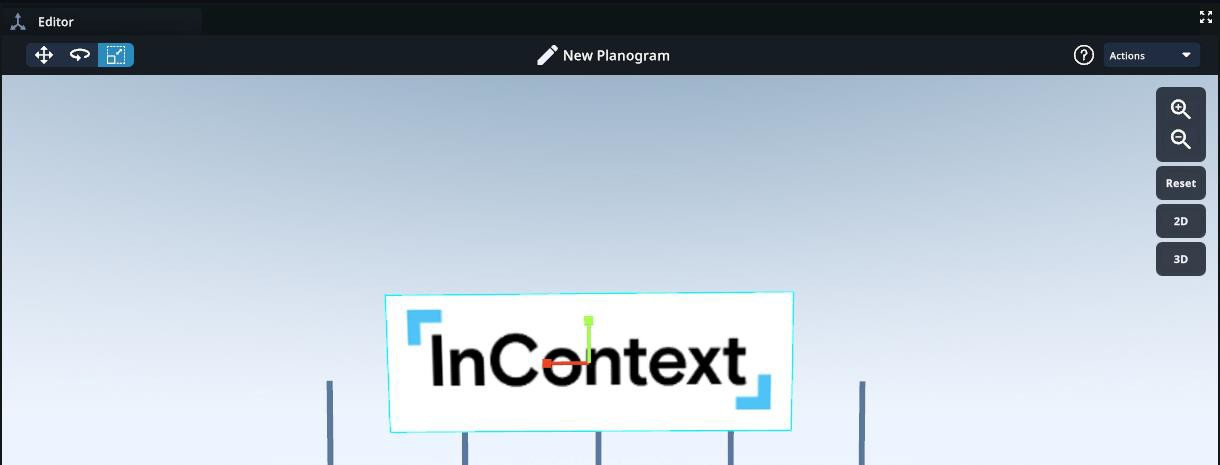 Editor
New Planogram
Actions
Reset
2D
3D
InContext